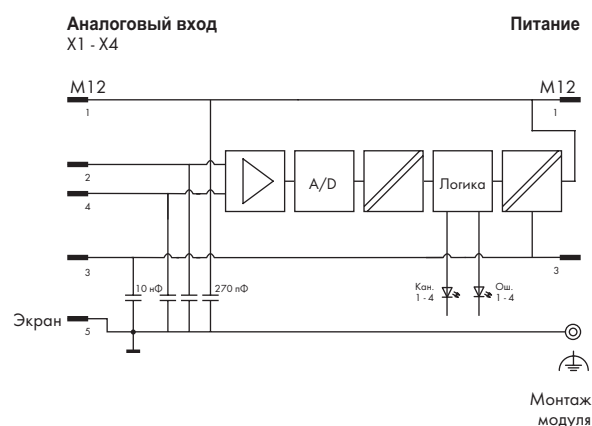 Аналоговый вход
X1 - X4
Питание
M12
M12
1
1
2
4
A/D
Логика
3
3
10 нФ
270 пФ
Кан.
1 - 4
Ош.
1 - 4
Экран
5
Монтаж
модуля